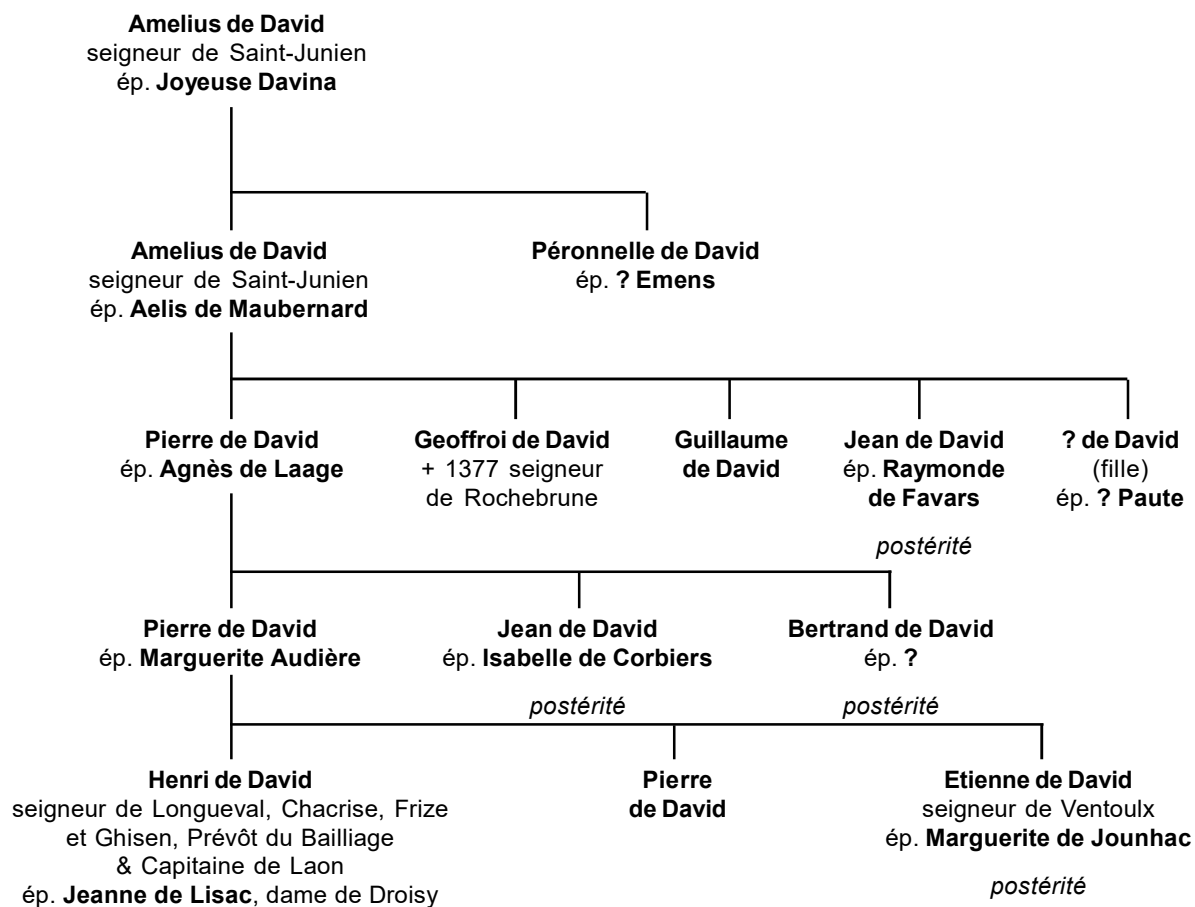 Amelius de David
seigneur de Saint-Junien
ép. Joyeuse Davina
Amelius de David
seigneur de Saint-Junien
ép. Aelis de Maubernard
Péronnelle de David
ép. ? Emens
Pierre de David
ép. Agnès de Laage
Geoffroi de David
+ 1377 seigneur
de Rochebrune
Guillaume
de David
Jean de David
ép. Raymonde
de Favars
postérité
? de David
(fille)
ép. ? Paute
Pierre de David
ép. Marguerite Audière
Jean de David
ép. Isabelle de Corbiers
postérité
Bertrand de David
ép. ?
postérité
Henri de David
seigneur de Longueval, Chacrise, Frize
et Ghisen, Prévôt du Bailliage
& Capitaine de Laon
ép. Jeanne de Lisac, dame de Droisy
Pierre
de David
Etienne de David
seigneur de Ventoulx
ép. Marguerite de Jounhac
postérité